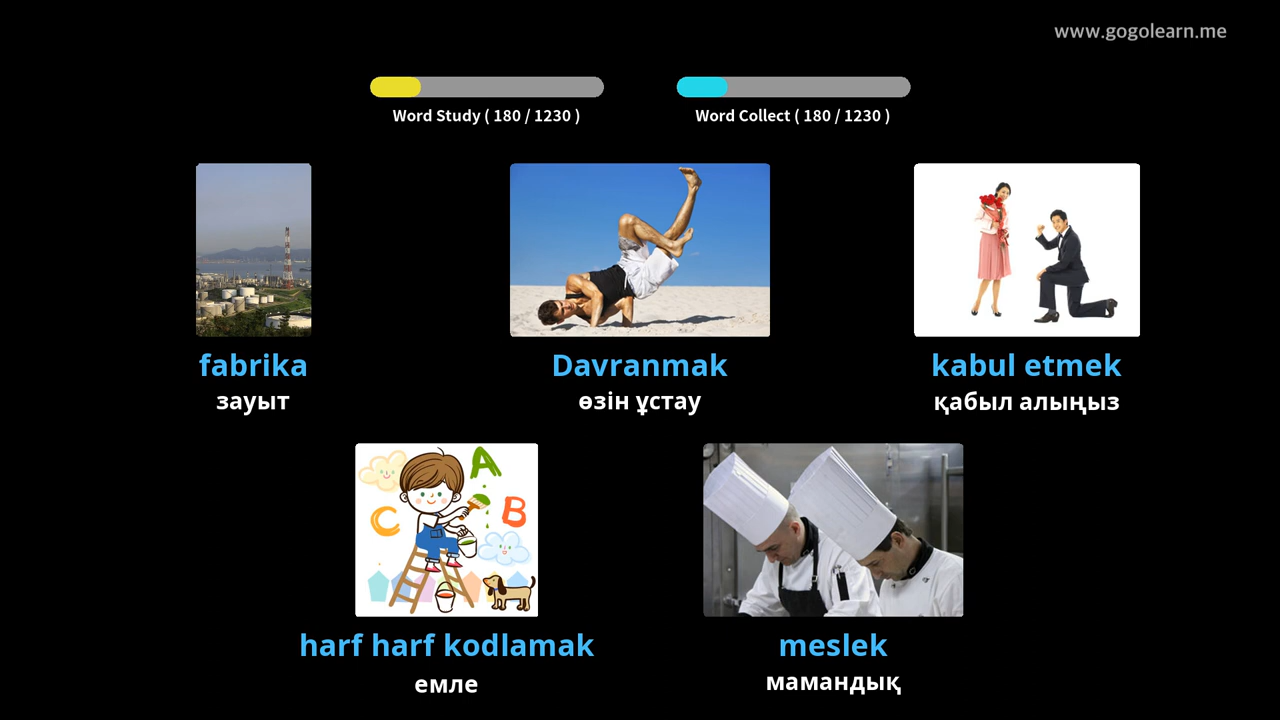 www.gogolearn.me
Word Study ( 180 / 1230 )
Word Collect ( 180 / 1230 )
fabrika
зауыт
Davranmak
өзін ұстау
kabul etmek
қабыл алыңыз
A
B
C
harf harf kodlamak
емле
meslek
мамандық